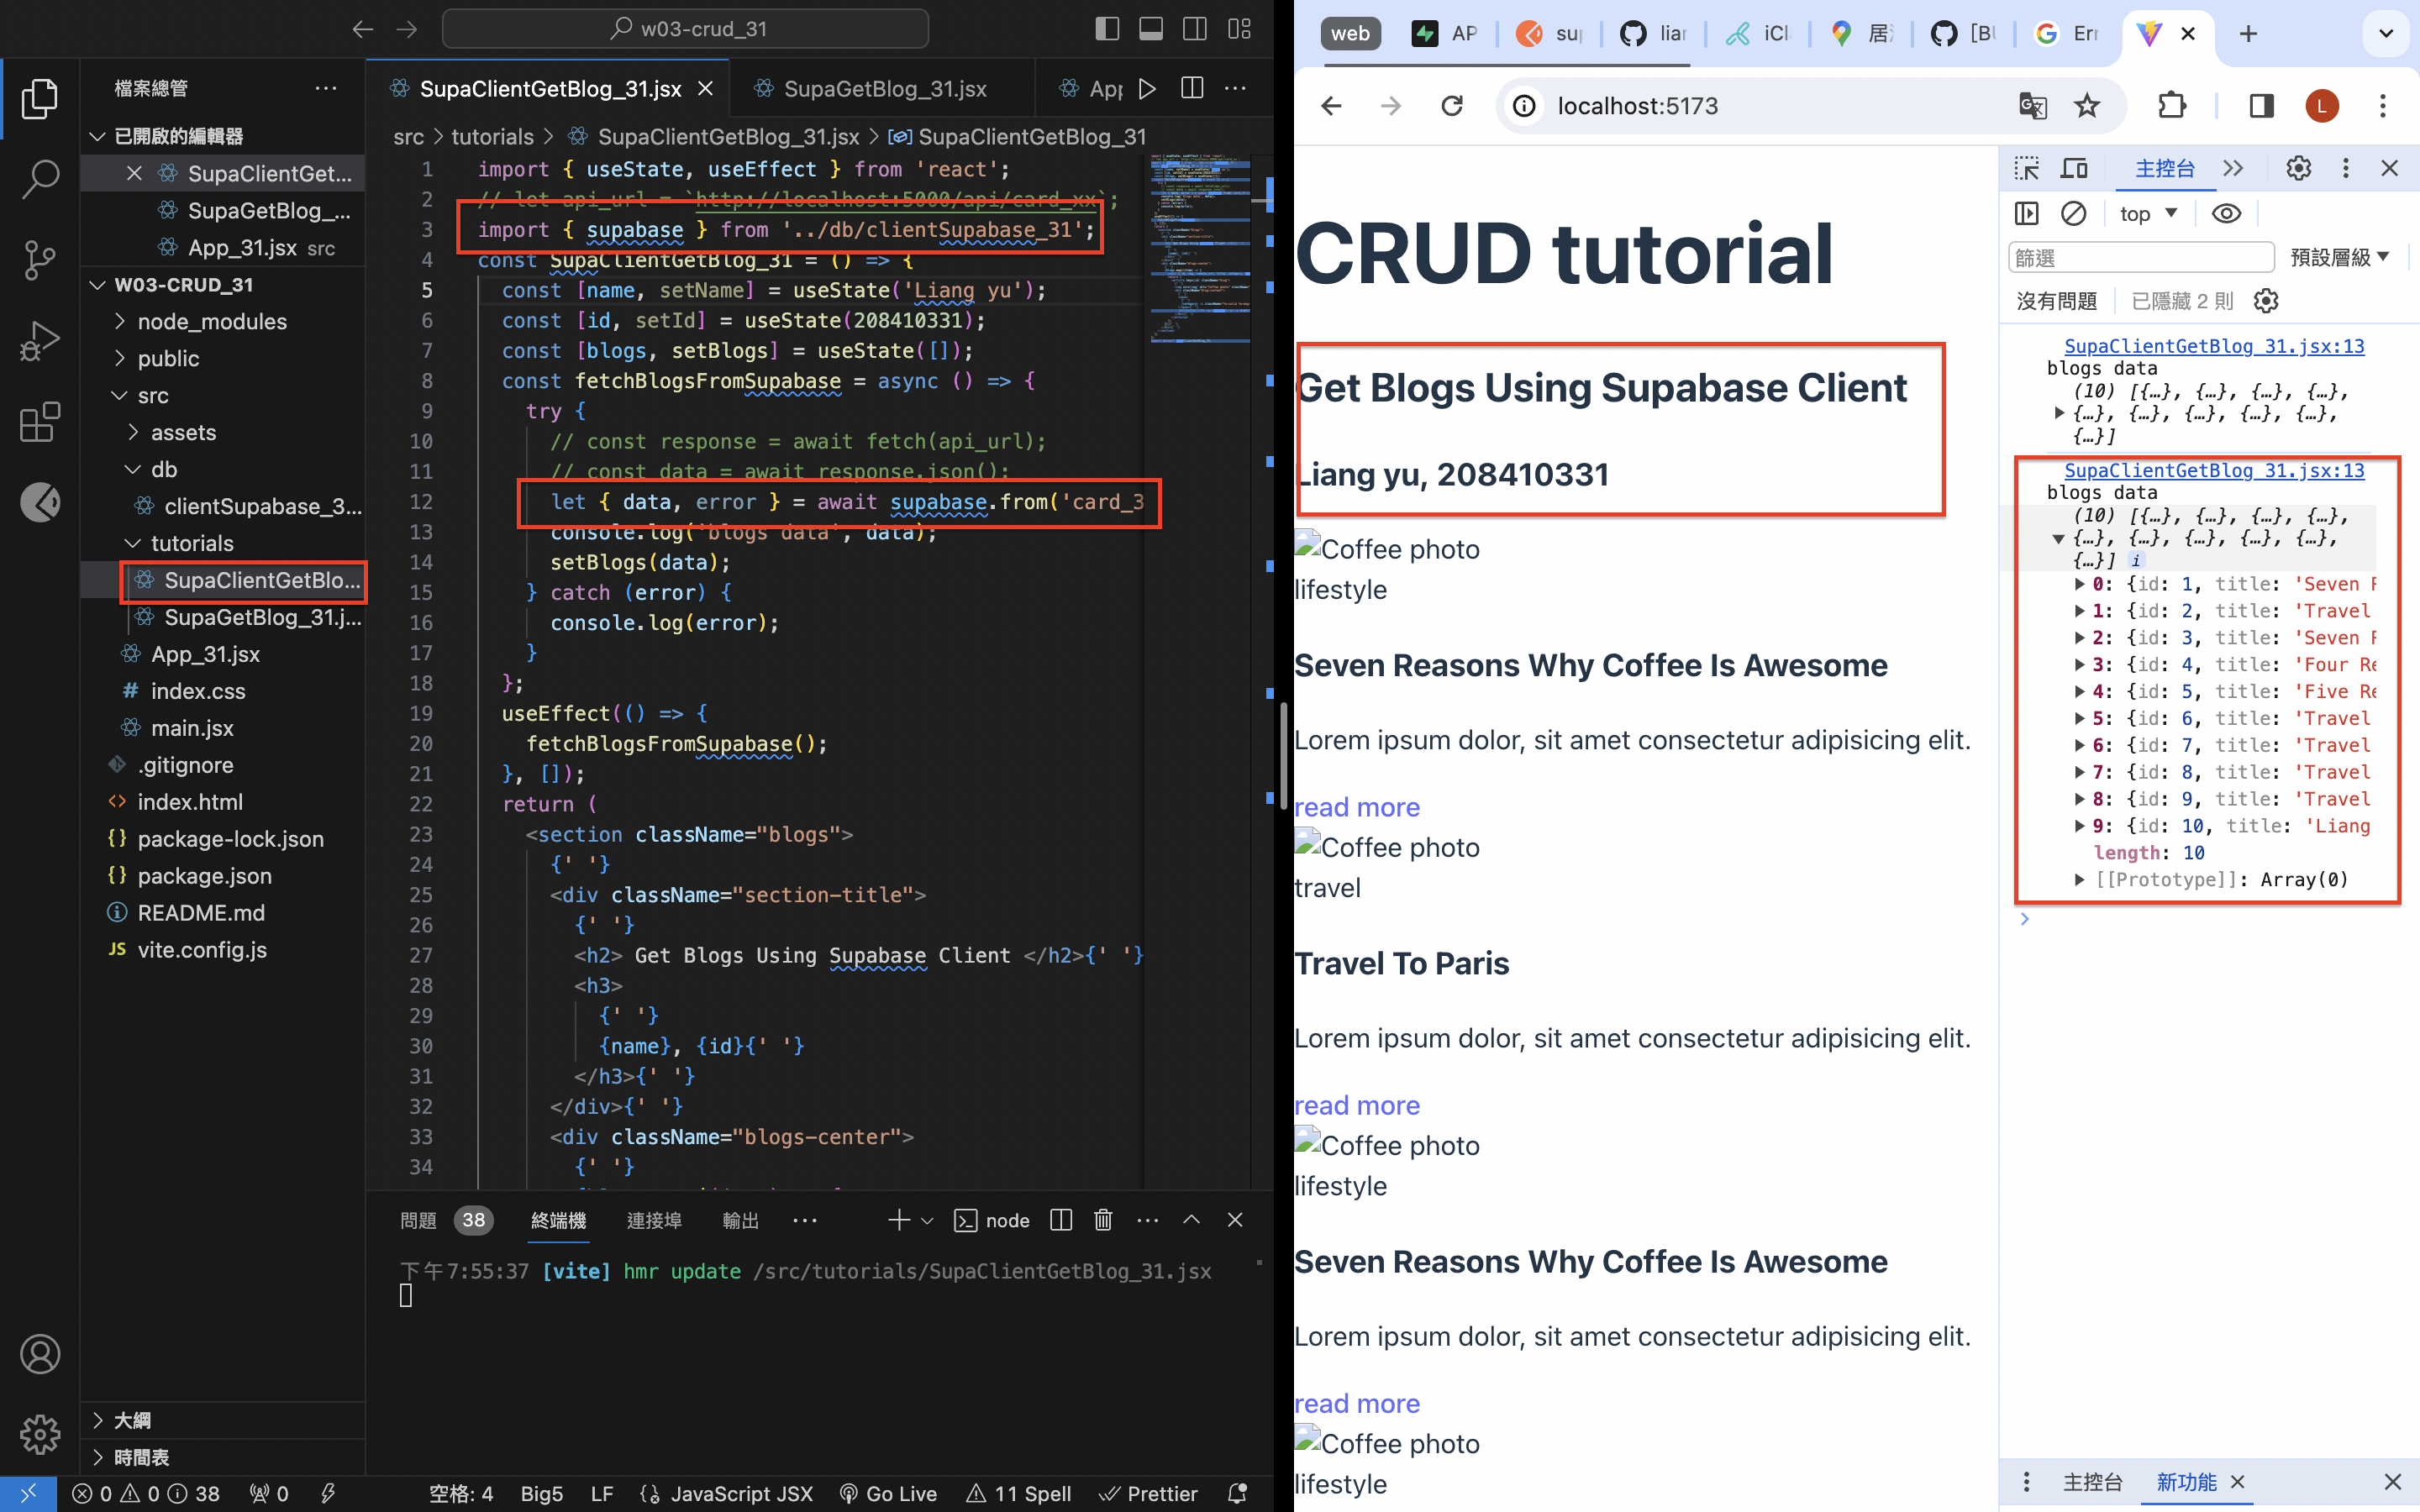 w03-crud_31
檔案總管
已開啟的編輯器
SupaClientGet...
SupaGetBlog_...
App_31.jsx src
W03-CRUD_31
node_modules
public
src
assets
db
clientSupabase_3...
tutorials
SupaClientGetBlo...
SupaGetBlog_31.j...
App_31.jsx
# index.css
main.jsx
.gitignore
<> index.html
{} package-lock.json
{} package.json
README.md
JS vite.config.js
大綱
時間表
SupaClientGetBlog_31.jsx
SupaGetBlog_31.jsx
App
src > tutorials > SupaClientGetBlog_31.jsx > SupaClientGetBlog_31
1 import { useState, useEffect } from 'react';
2 // let api_url = `http://localhost:5000/api/card_xx`;
3 import { supabase } from '../db/clientSupabase_31';
4 const SupaClientGetBlog_31 = () => {
5 const [name, setName] = useState('Liang yu');
6 const [id, setId] = useState(208410331);
7 const [blogs, setBlogs] = useState([]);
8 const fetchBlogsFromSupabase = async () => {
9 try {
10 // const response = await fetch(api_url);
11 // const data = await response.json();
12 let { data, error } = await supabase.from('card_3
13 console.log('blogs data', data);
14 setBlogs(data);
15 } catch (error) {
16 console.log(error);
17 }
18 };
19 useEffect(() => {
20 fetchBlogsFromSupabase();
21 }, []);
22 return (
23 <section className="blogs">
24 {' '}
25 <div className="section-title">
26 {' '}
27 <h2> Get Blogs Using Supabase Client </h2>{' '}
28 <h3>
29 {' '}
30 {name}, {id}{' '}
31 </h3>{' '}
32 </div>{' '}
33 <div className="blogs-center">
34 {' '}
問題 38 終端機 連接埠 輸出 ... node
下午7:55:37 [vite] hmr update /src/tutorials/SupaClientGetBlog_31.jsx
0 0 38 0 空格: 4 Big5 LF JavaScript JSX Go Live 11 Spell Prettier
web AP sup liar iCl 居 [BU Err
localhost:5173 L
CRUD tutorial
Get Blogs Using Supabase Client
Liang yu, 208410331
Coffee photo
lifestyle
Seven Reasons Why Coffee Is Awesome
Lorem ipsum dolor, sit amet consectetur adipisicing elit.
read more
Coffee photo
travel
Travel To Paris
Lorem ipsum dolor, sit amet consectetur adipisicing elit.
read more
Coffee photo
lifestyle
Seven Reasons Why Coffee Is Awesome
Lorem ipsum dolor, sit amet consectetur adipisicing elit.
read more
Coffee photo
lifestyle
主控台
top
篩選 預設層級
沒有問題 已隱藏 2 則
SupaClientGetBlog_31.jsx:13
blogs data
(10) [{…}, {…}, {…}, {…},
{…}, {…}, {…}, {…}, {…},
{…}]
SupaClientGetBlog_31.jsx:13
blogs data
(10) [{…}, {…}, {…}, {…},
{…}, {…}, {…}, {…}, {…},
{…}] i
0: {id: 1, title: 'Seven R
1: {id: 2, title: 'Travel
2: {id: 3, title: 'Seven R
3: {id: 4, title: 'Four Re
4: {id: 5, title: 'Five Re
5: {id: 6, title: 'Travel
6: {id: 7, title: 'Travel
7: {id: 8, title: 'Travel
8: {id: 9, title: 'Travel
9: {id: 10, title: 'Liang
length: 10
[[Prototype]]: Array(0)
主控台 新功能